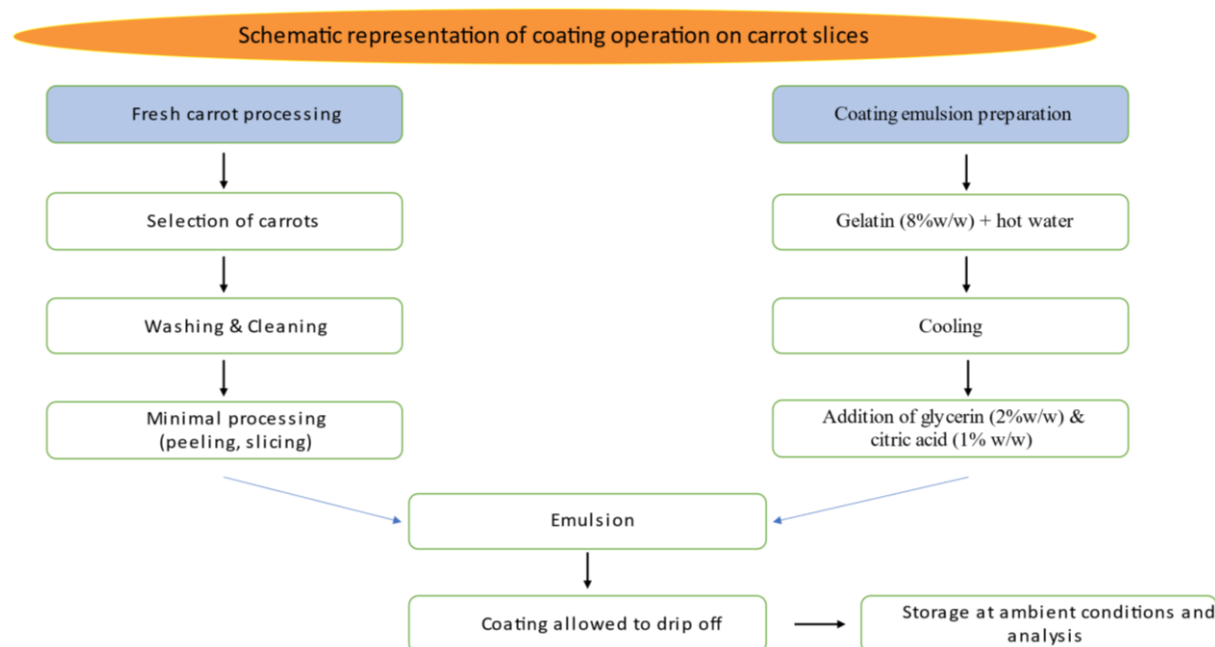 Schematic representation of coating operation on carrot slices
Fresh carrot processing
Selection of carrots
Washing & Cleaning
Minimal processing
(peeling, slicing)
Coating emulsion preparation
Gelatin (8%w/w) + hot water
Cooling
Addition of glycerin (2%w/w) &
citric acid (1% w/w)
Emulsion
Coating allowed to drip off
Storage at ambient conditions and
analysis